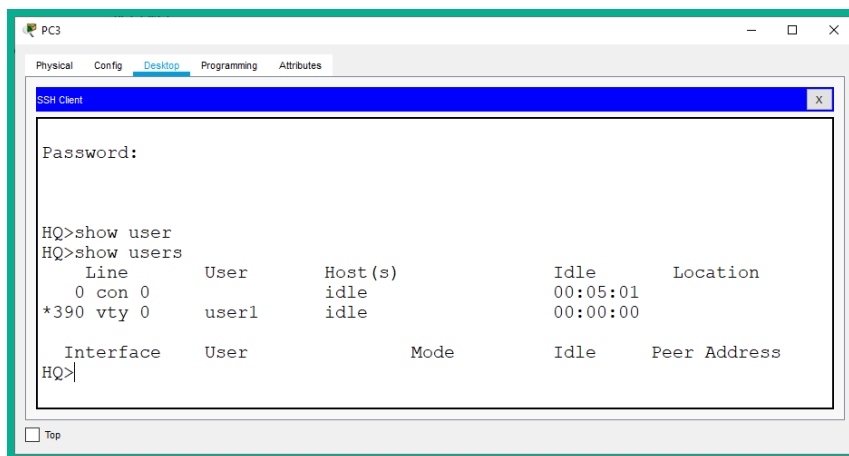 PC3
Physical Config Desktop Programming Attributes
SSH Client
X
Password:
HQ>show user
HQ>show users
Line User Host(s) Idle Location
0 con 0 idle 00:05:01
*390 vty 0 user1 idle 00:00:00
Interface User Mode Idle Peer Address
HQ>
Top